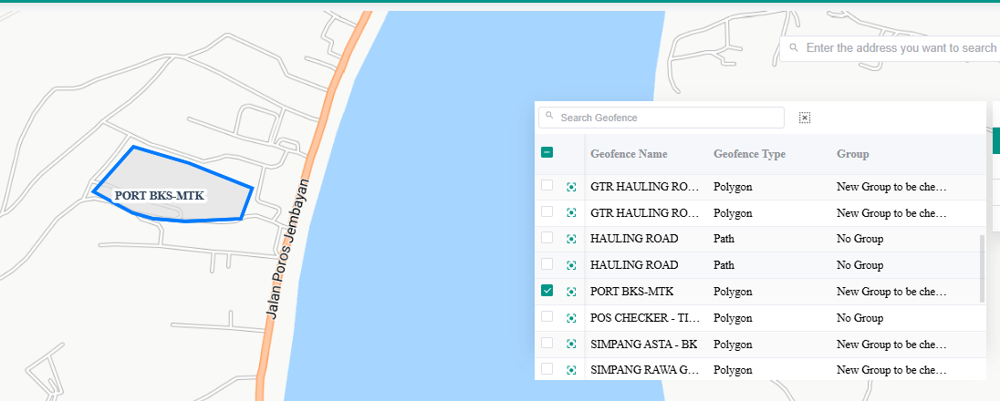 Enter the address you want to search
Search Geofence
Geofence Name Geofence Type Group
GTR HAULING RO... Polygon New Group to be che...
GTR HAULING RO... Polygon New Group to be che...
HAULING ROAD Path No Group
HAULING ROAD Path No Group
PORT BKS-MTK Polygon New Group to be che...
POS CHECKER - TI... Polygon No Group
SIMPANG ASTA - BK Polygon New Group to be che...
SIMPANG RAWA G... Polygon New Group to be che...
PORT BKS-MTK
Jalan Poros Jembayan